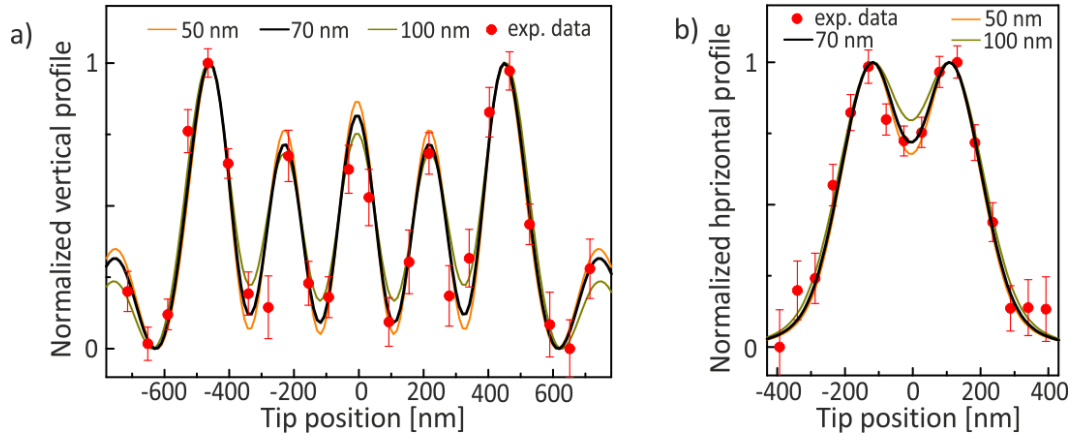 a)
50 nm 70 nm 100 nm exp. data
Normalized vertical profile
1
0
-600 -400 -200 0 200 400 600
Tip position [nm]
b)
exp. data 50 nm
70 nm 100 nm
Normalized hprizontal profile
1
0
-400 -200 0 200 400
Tip position [nm]